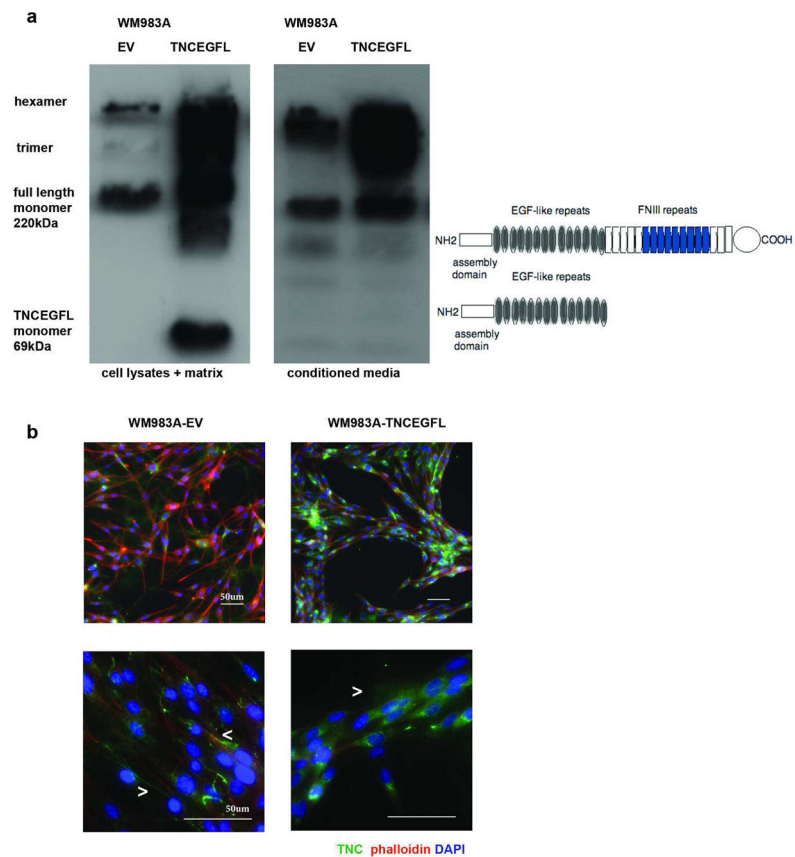 a
WM983A
EV TNCEGFL
WM983A
EV TNCEGFL
hexamer
trimer
full length
monomer
220kDa
TNCEGFL
monomer
69kDa
cell lysates + matrix
conditioned media
EGF-like repeats
FNIII repeats
NH2
COOH
assembly
domain
EGF-like repeats
NH2
assembly
domain
b
WM983A-EV
WM983A-TNCEGFL
50um
<
>
50um
>
TNC phalloidin DAPI